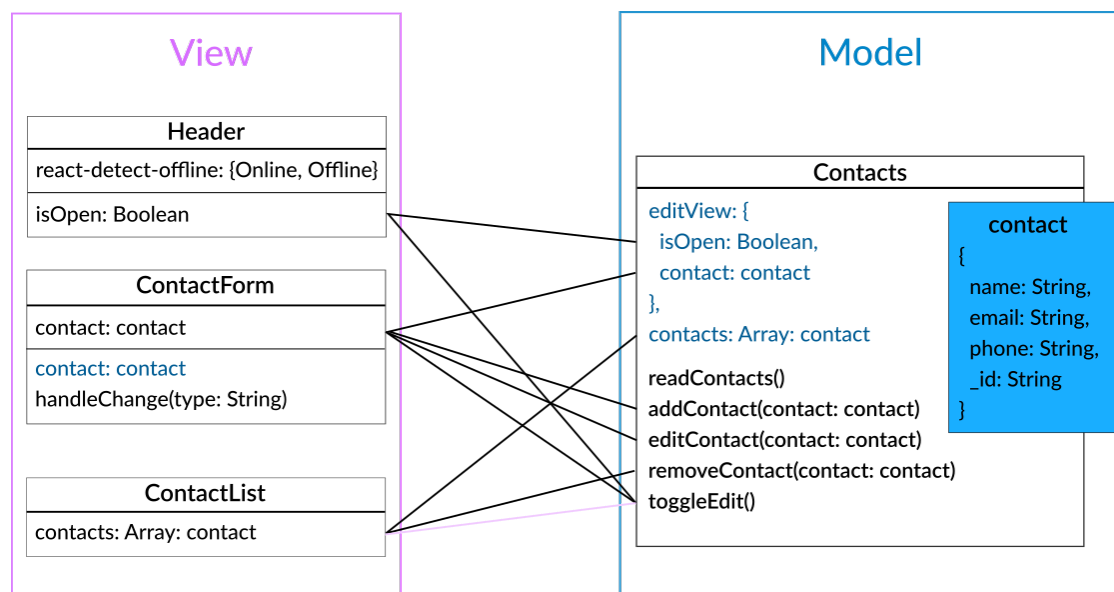 View
Header
react-detect-offline: {Online, Offline}
isOpen: Boolean
ContactForm
contact: contact
contact: contact
handleChange(type: String)
ContactList
contacts: Array: contact
Model
Contacts
editView: {
isOpen: Boolean,
contact: contact
},
contacts: Array: contact
readContacts()
addContact(contact: contact)
editContact(contact: contact)
removeContact(contact: contact)
toggleEdit()
contact
{
name: String,
email: String,
phone: String,
_id: String
}